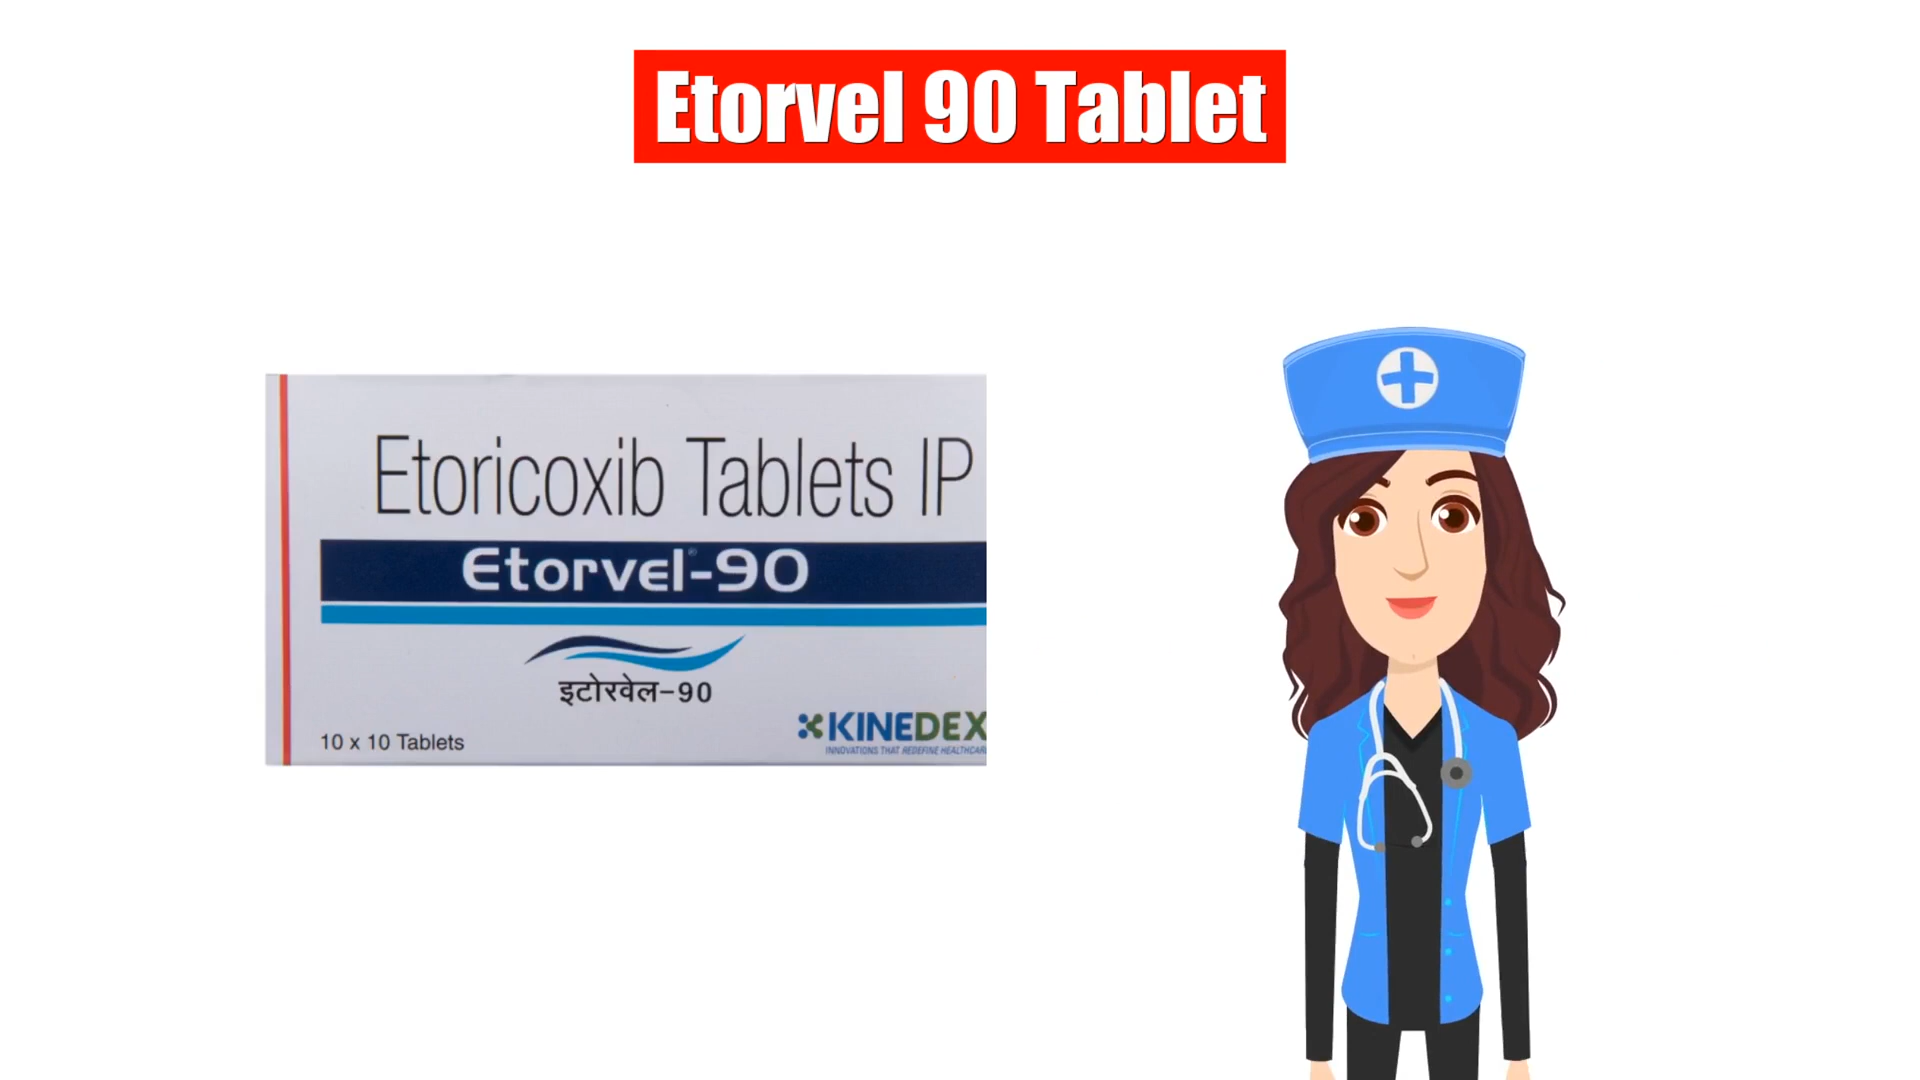 Etorvel 90 Tablet
Etoricoxib Tablets IP
Etorvel®-90
इटोरवेल-90
10 x 10 Tablets
KINEDEX
INNOVATIONS THAT REDEFINE HEALTHCAR